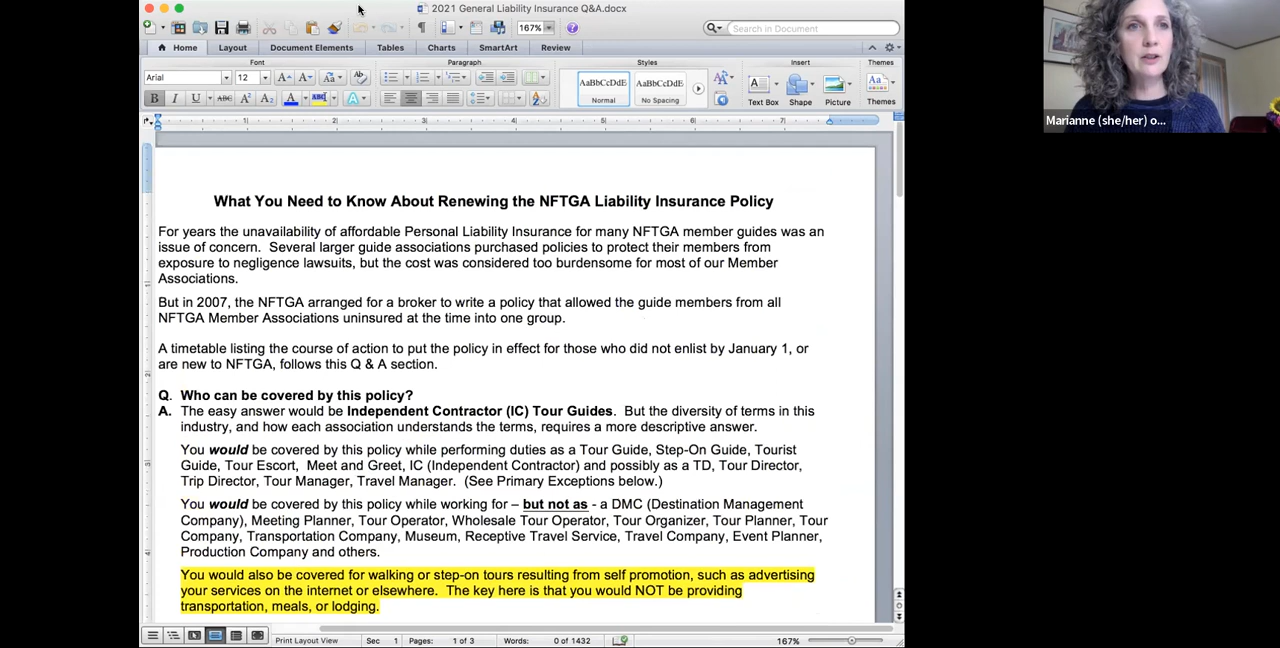 2021 General Liability Insurance Q&A.docx
167%
Search in Document
Home Layout Document Elements Tables Charts SmartArt Review
Font Paragraph Styles Insert Themes
Arial 12
AaBbCcDdE AaBbCcDdE
Normal No Spacing Text Box Shape Picture Themes
What You Need to Know About Renewing the NFTGA Liability Insurance Policy
For years the unavailability of affordable Personal Liability Insurance for many NFTGA member guides was an
issue of concern. Several larger guide associations purchased policies to protect their members from
exposure to negligence lawsuits, but the cost was considered too burdensome for most of our Member
Associations.
But in 2007, the NFTGA arranged for a broker to write a policy that allowed the guide members from all
NFTGA Member Associations uninsured at the time into one group.
A timetable listing the course of action to put the policy in effect for those who did not enlist by January 1, or
are new to NFTGA, follows this Q & A section.
Q. Who can be covered by this policy?
A. The easy answer would be Independent Contractor (IC) Tour Guides. But the diversity of terms in this
industry, and how each association understands the terms, requires a more descriptive answer.
You would be covered by this policy while performing duties as a Tour Guide, Step-On Guide, Tourist
Guide, Tour Escort, Meet and Greet, IC (Independent Contractor) and possibly as a TD, Tour Director,
Trip Director, Tour Manager, Travel Manager. (See Primary Exceptions below.)
You would be covered by this policy while working for – but not as - a DMC (Destination Management
Company), Meeting Planner, Tour Operator, Wholesale Tour Operator, Tour Organizer, Tour Planner, Tour
Company, Transportation Company, Museum, Receptive Travel Service, Travel Company, Event Planner,
Production Company and others.
You would also be covered for walking or step-on tours resulting from self promotion, such as advertising
your services on the internet or elsewhere. The key here is that you would NOT be providing
transportation, meals, or lodging.
Print Layout View Sec 1 Pages: 1 of 3 Words: 0 of 1432 167%
Marianne (she/her) o...